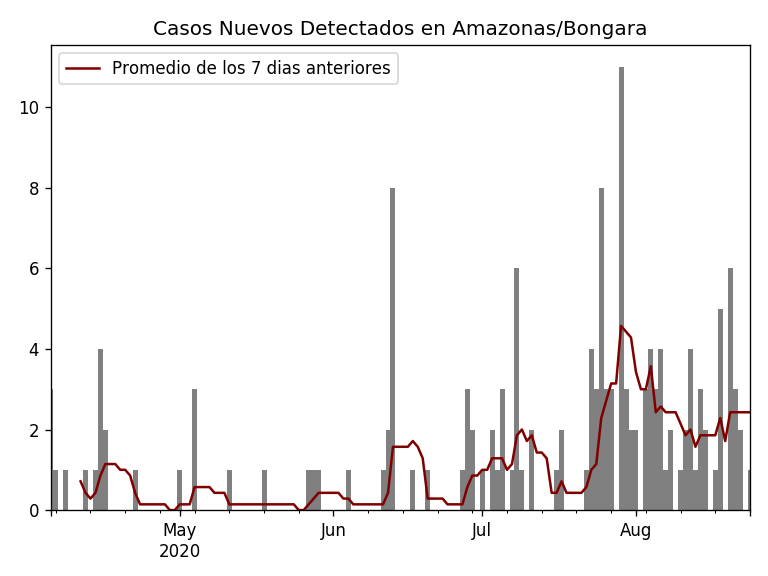 Casos Nuevos Detectados en Amazonas/Bongara
Promedio de los 7 dias anteriores
10
8
6
4
2
0
May
2020
Jun
Jul
Aug